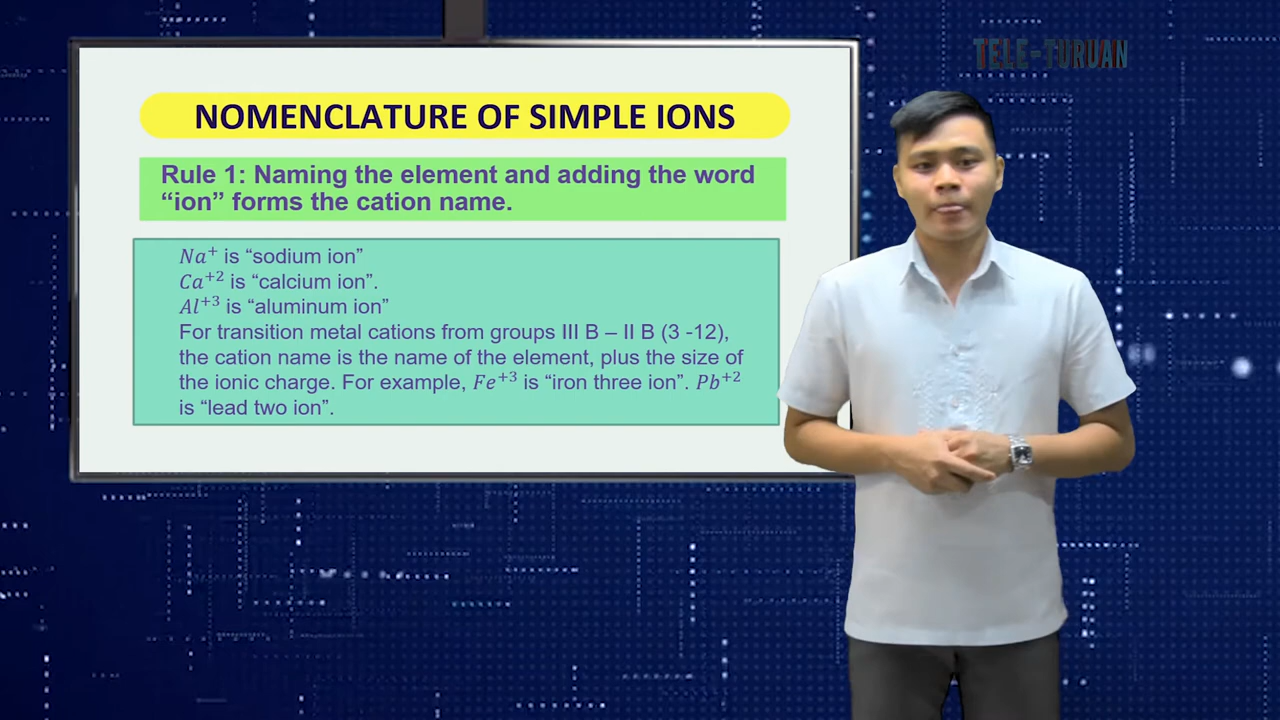 TELE-TURUAN
NOMENCLATURE OF SIMPLE IONS
Rule 1: Naming the element and adding the word
“ion” forms the cation name.
Na⁺ is “sodium ion”
Ca⁺² is “calcium ion”.
Al⁺³ is “aluminum ion”
For transition metal cations from groups III B – II B (3 -12),
the cation name is the name of the element, plus the size of
the ionic charge. For example, Fe⁺³ is “iron three ion”. Pb⁺²
is “lead two ion”.